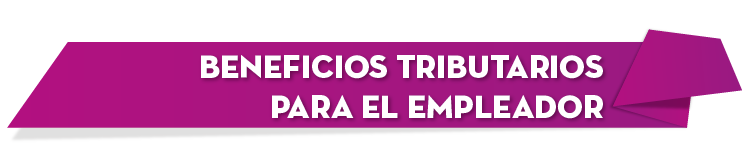 BENEFICIOS TRIBUTARIOS
PARA EL EMPLEADOR